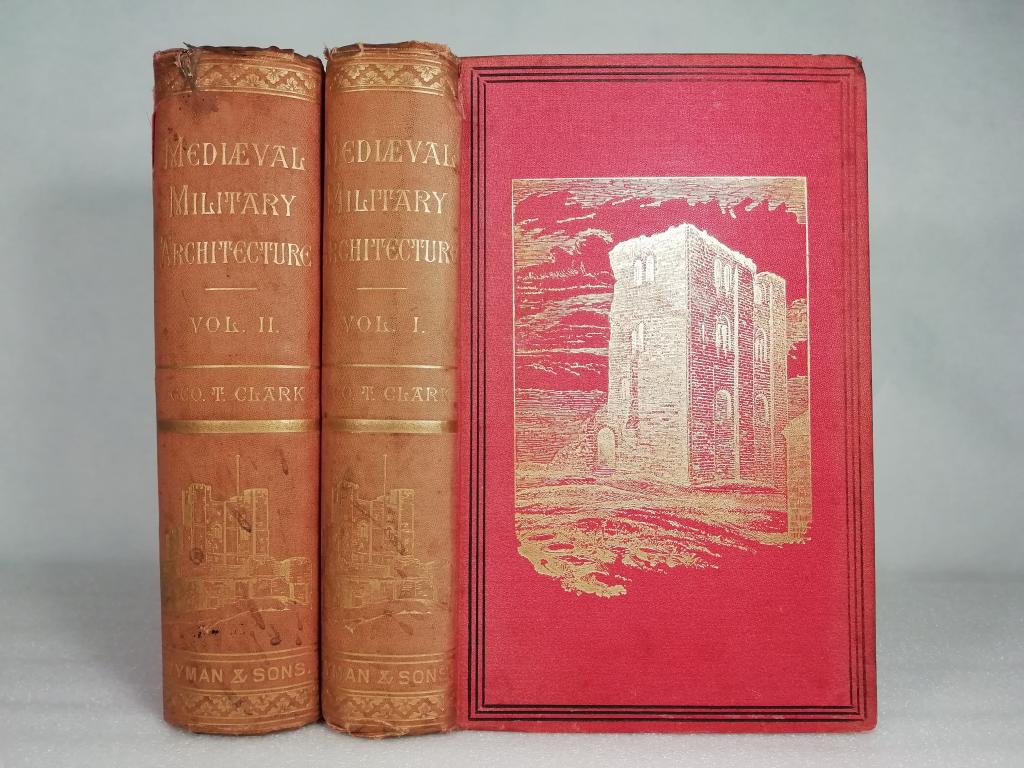 MEDIÆVAL
MILITARY
ARCHITECTURE
VOL. II.
GEO. T. CLARK
WYMAN & SONS.
MEDIÆVAL
MILITARY
ARCHITECTURE
VOL. I.
GEO. T. CLARK
WYMAN & SONS.